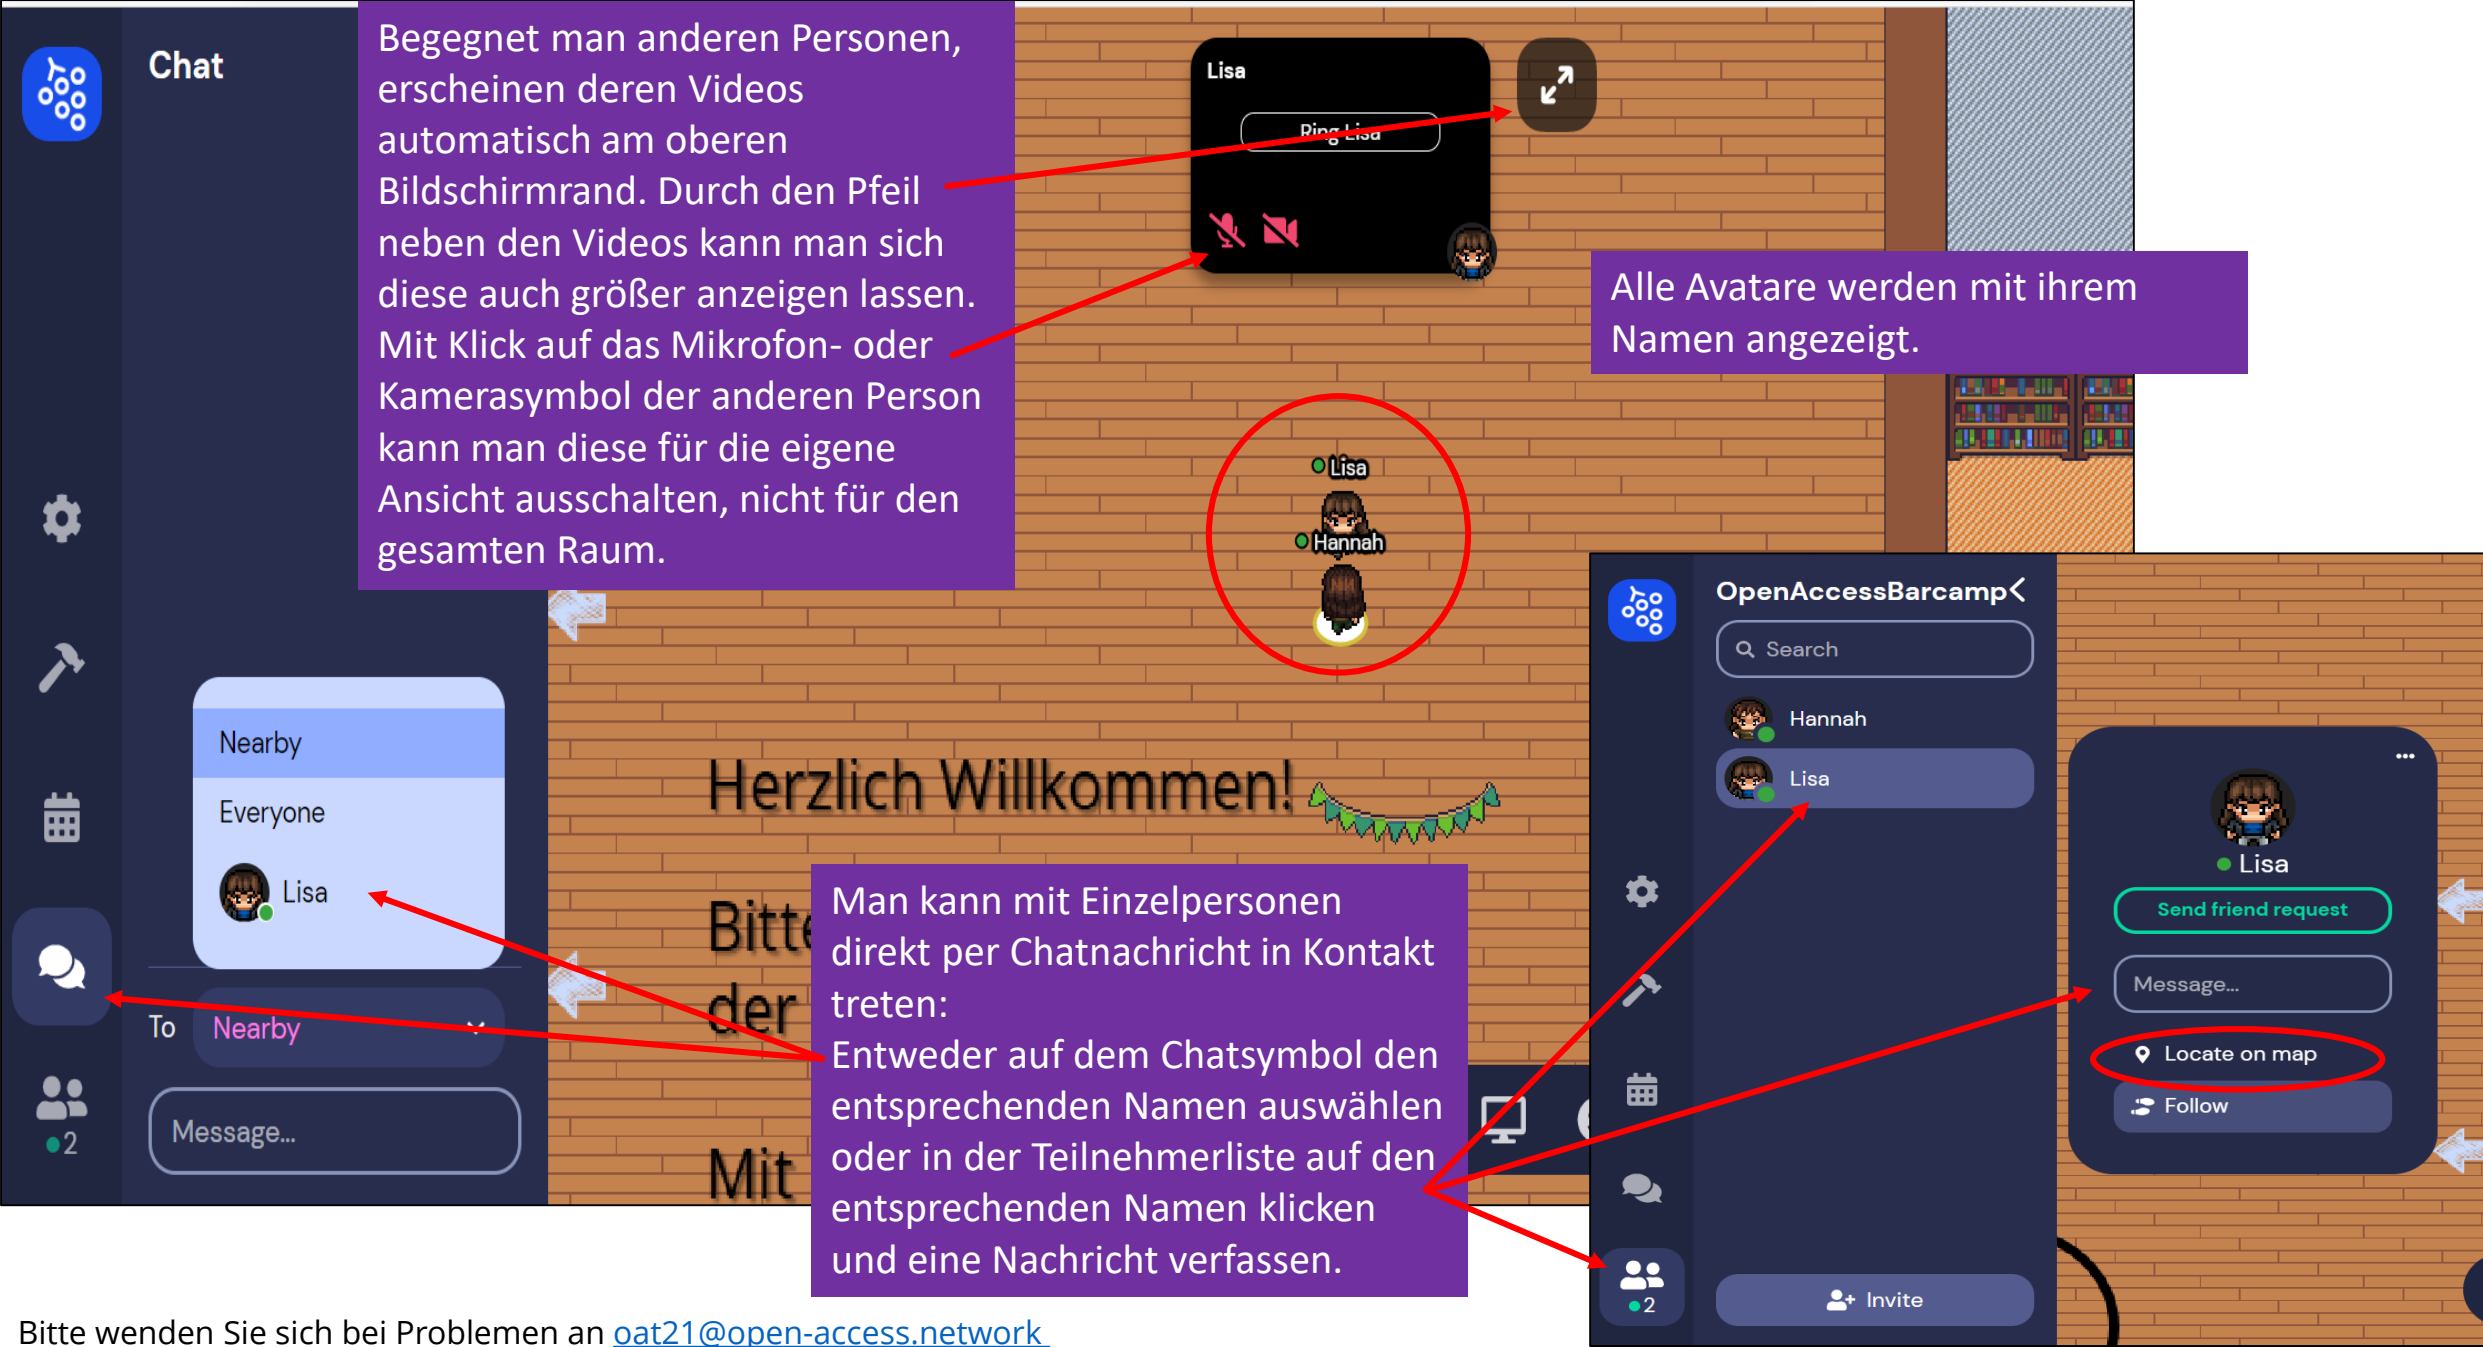 Chat
Begegnet man anderen Personen,
erscheinen deren Videos
automatisch am oberen
Bildschirmrand. Durch den Pfeil
neben den Videos kann man sich
diese auch größer anzeigen lassen.
Mit Klick auf das Mikrofon- oder
Kamerasymbol der anderen Person
kann man diese für die eigene
Ansicht ausschalten, nicht für den
gesamten Raum.
Lisa
Ring Lisa
Alle Avatare werden mit ihrem
Namen angezeigt.
Lisa
Hannah
Nearby
Everyone
Lisa
To
Nearby
Message...
2
Herzlich Willkommen!
Bitte
der
Mit
Man kann mit Einzelpersonen
direkt per Chatnachricht in Kontakt
treten:
Entweder auf dem Chatsymbol den
entsprechenden Namen auswählen
oder in der Teilnehmerliste auf den
entsprechenden Namen klicken
und eine Nachricht verfassen.
OpenAccessBarcamp
Search
Hannah
Lisa
Lisa
Send friend request
Message...
Locate on map
Follow
2
Invite
Bitte wenden Sie sich bei Problemen an oat21@open-access.network